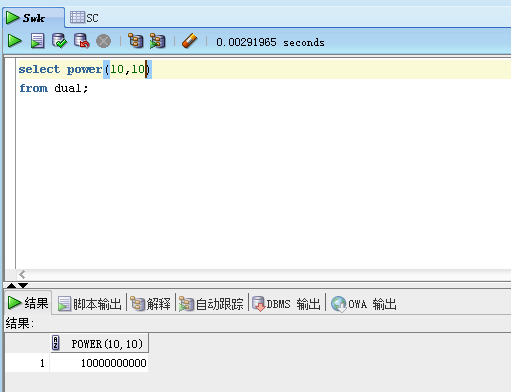 Swk SC
0.00291965 seconds
select power(10,10)
from dual;
结果 脚本输出 解释 自动跟踪 DBMS 输出 OWA 输出
结果:
POWER(10,10)
1 10000000000